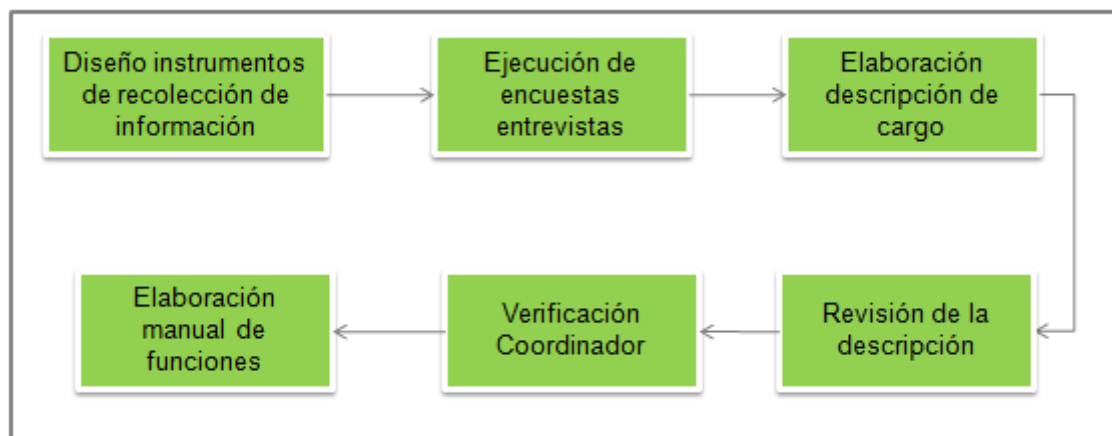 Diseño instrumentos
de recolección de
información
Ejecución de
encuestas
entrevistas
Elaboración
descripción de
cargo
Revisión de la
descripción
Verificación
Coordinador
Elaboración
manual de
funciones